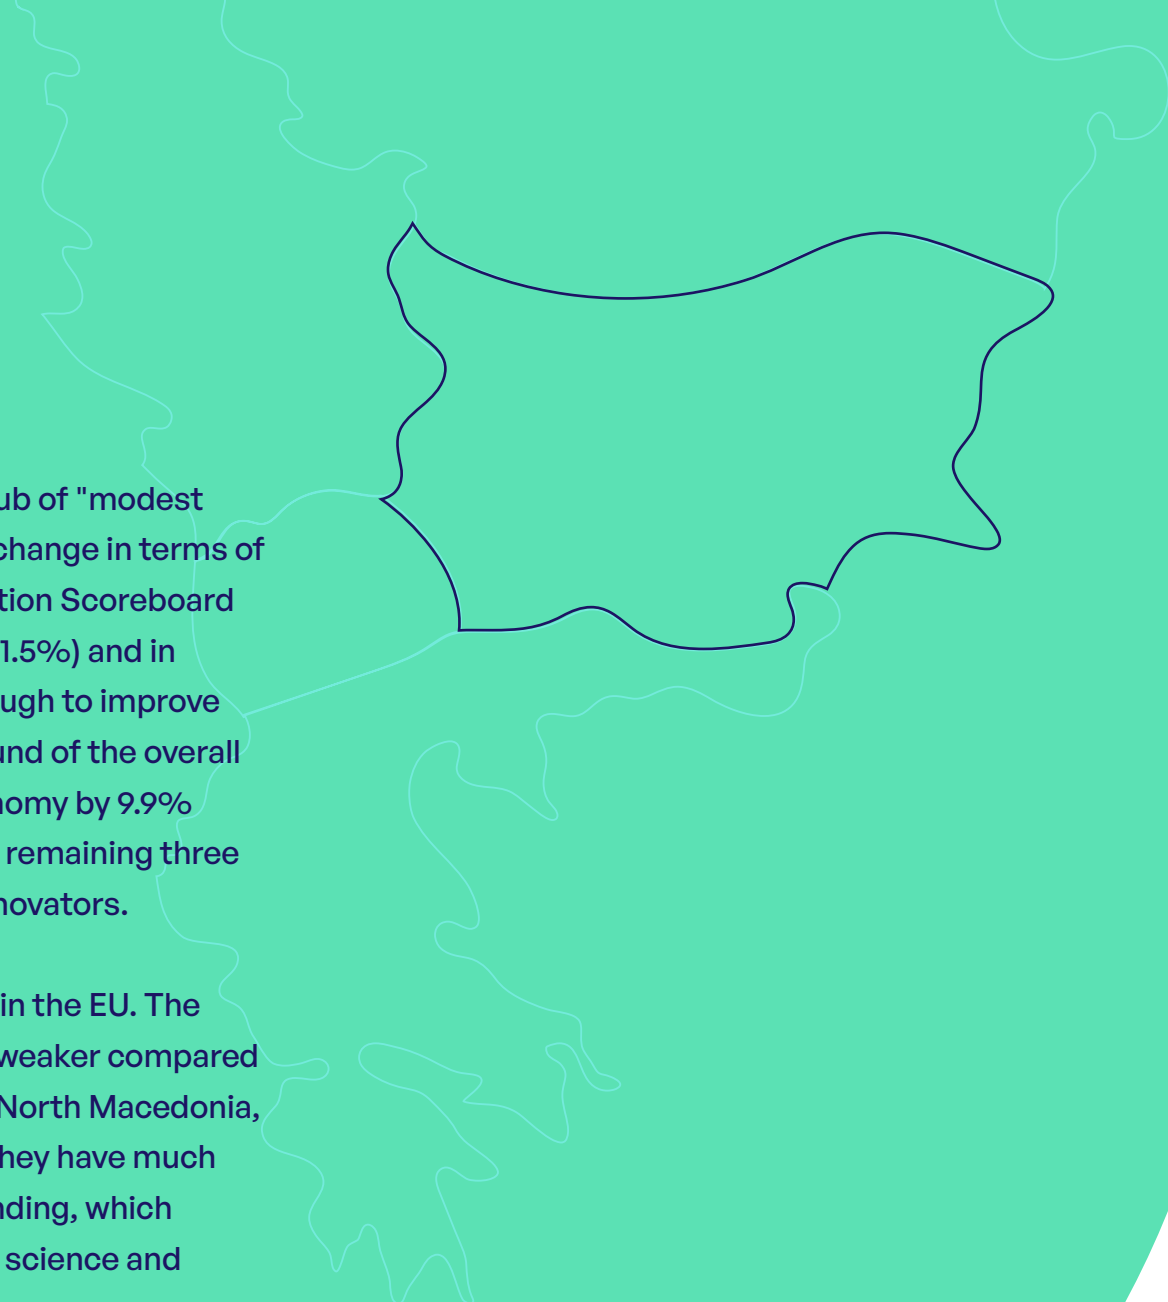 ub of "modest
change in terms of
tion Scoreboard
1.5%) and in
ugh to improve
und of the overall
nomy by 9.9%
remaining three
novators.
in the EU. The
weaker compared
North Macedonia,
hey have much
nding, which
science and